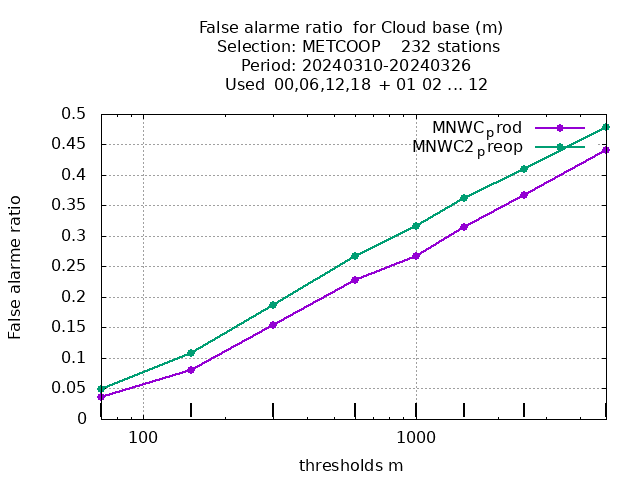 False alarme ratio  for Cloud base (m)
Selection: METCOOP    232 stations
Period: 20240310-20240326
Used  00,06,12,18  + 01 02 ... 12
MNWCprod
MNWC2preop
0.5
0.45
0.4
0.35
0.3
0.25
0.2
0.15
0.1
0.05
0
False alarme ratio
100
1000
thresholds m